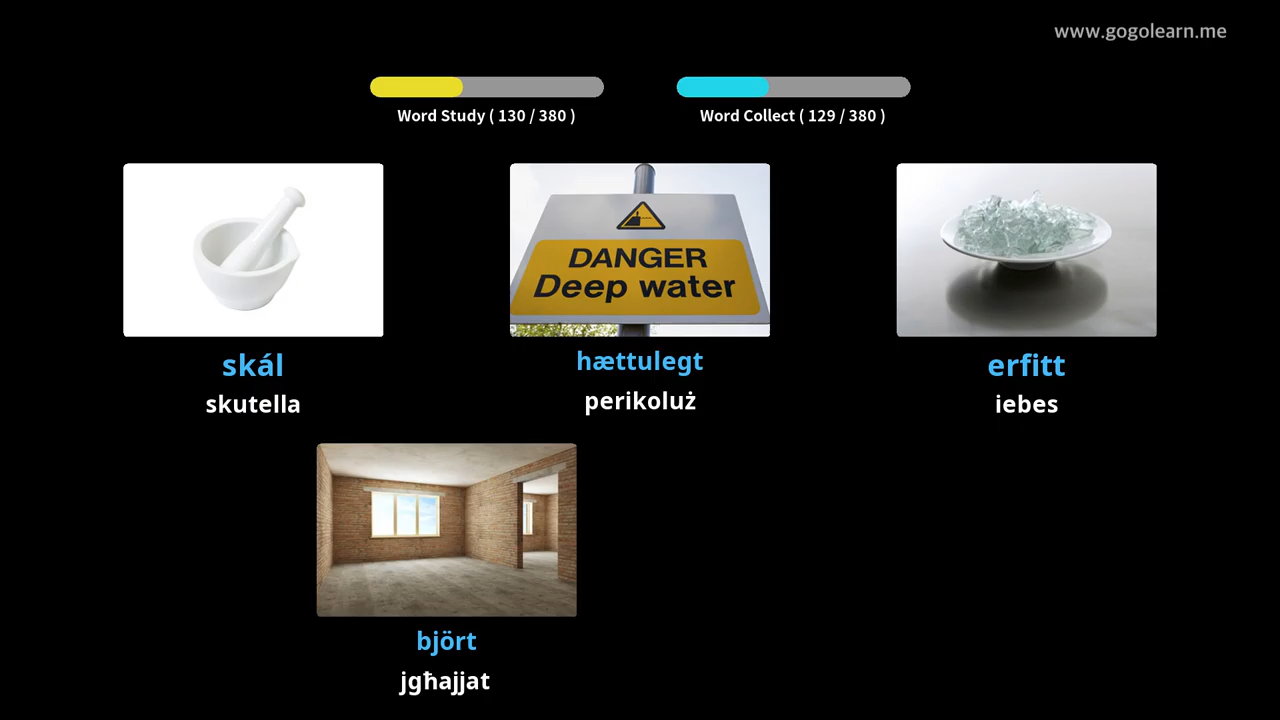 www.gogolearn.me
Word Study ( 130 / 380 )
Word Collect ( 129 / 380 )
DANGER
Deep water
skál
skutella
hættulegt
perikoluż
erfitt
iebes
björt
jgħajjat